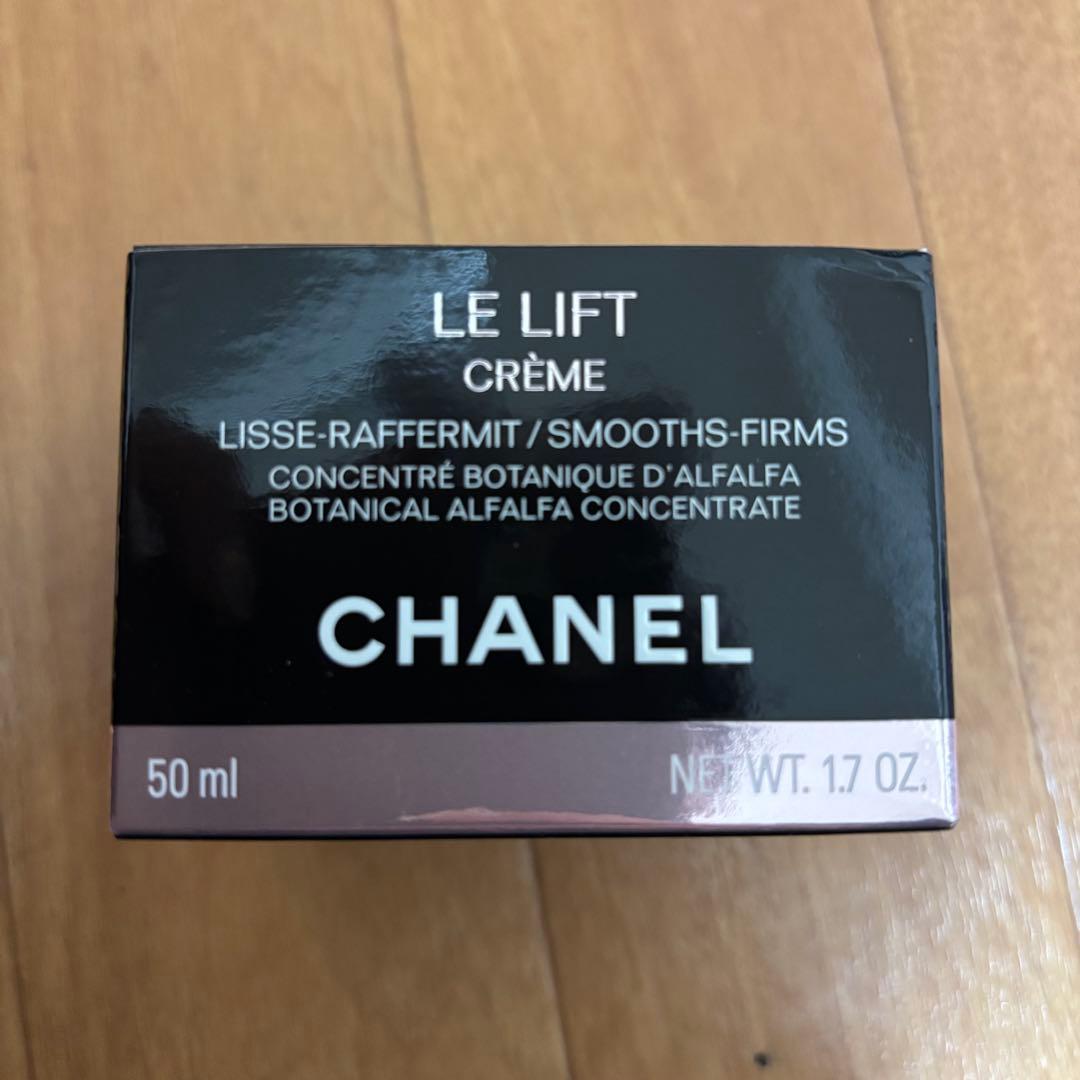 LE LIFT
CRÈME
LISSE-RAFFERMIT / SMOOTHS-FIRMS
CONCENTRÉ BOTANIQUE D'ALFALFA
BOTANICAL ALFALFA CONCENTRATE
CHANEL
50 ml NET WT. 1.7 OZ.